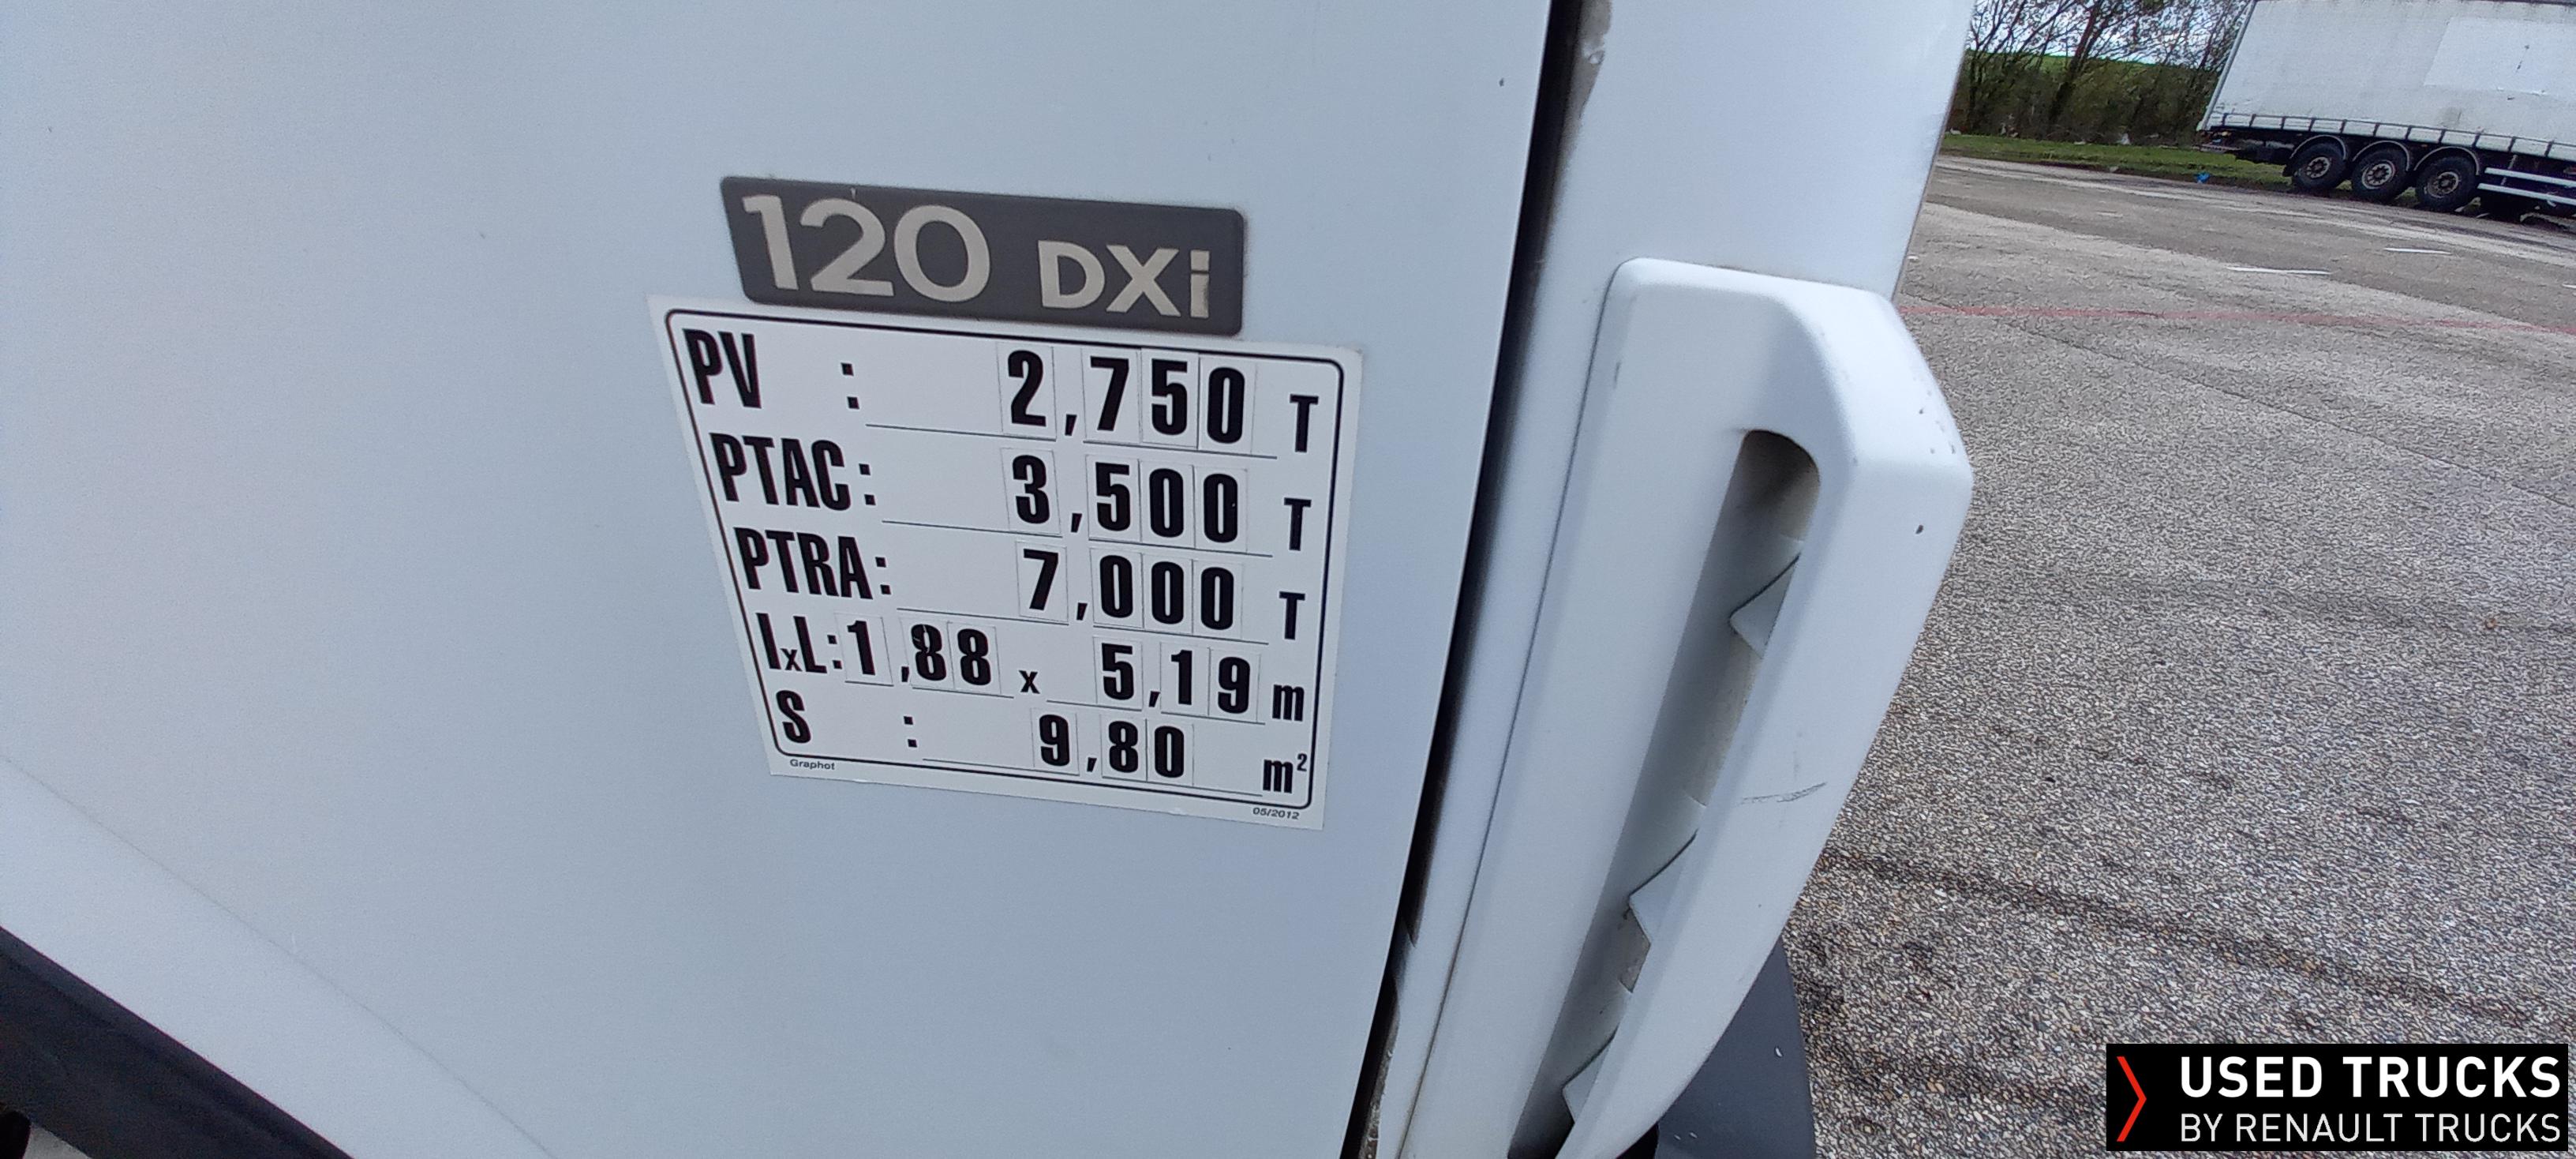 120 DXi
PV : 2,750 T
PTAC : 3,500 T
PTRA : 7,000 T
lxL : 1,88 x 5,19 m
S : 9,80 m²
Graphot
05/2012
USED TRUCKS
BY RENAULT TRUCKS